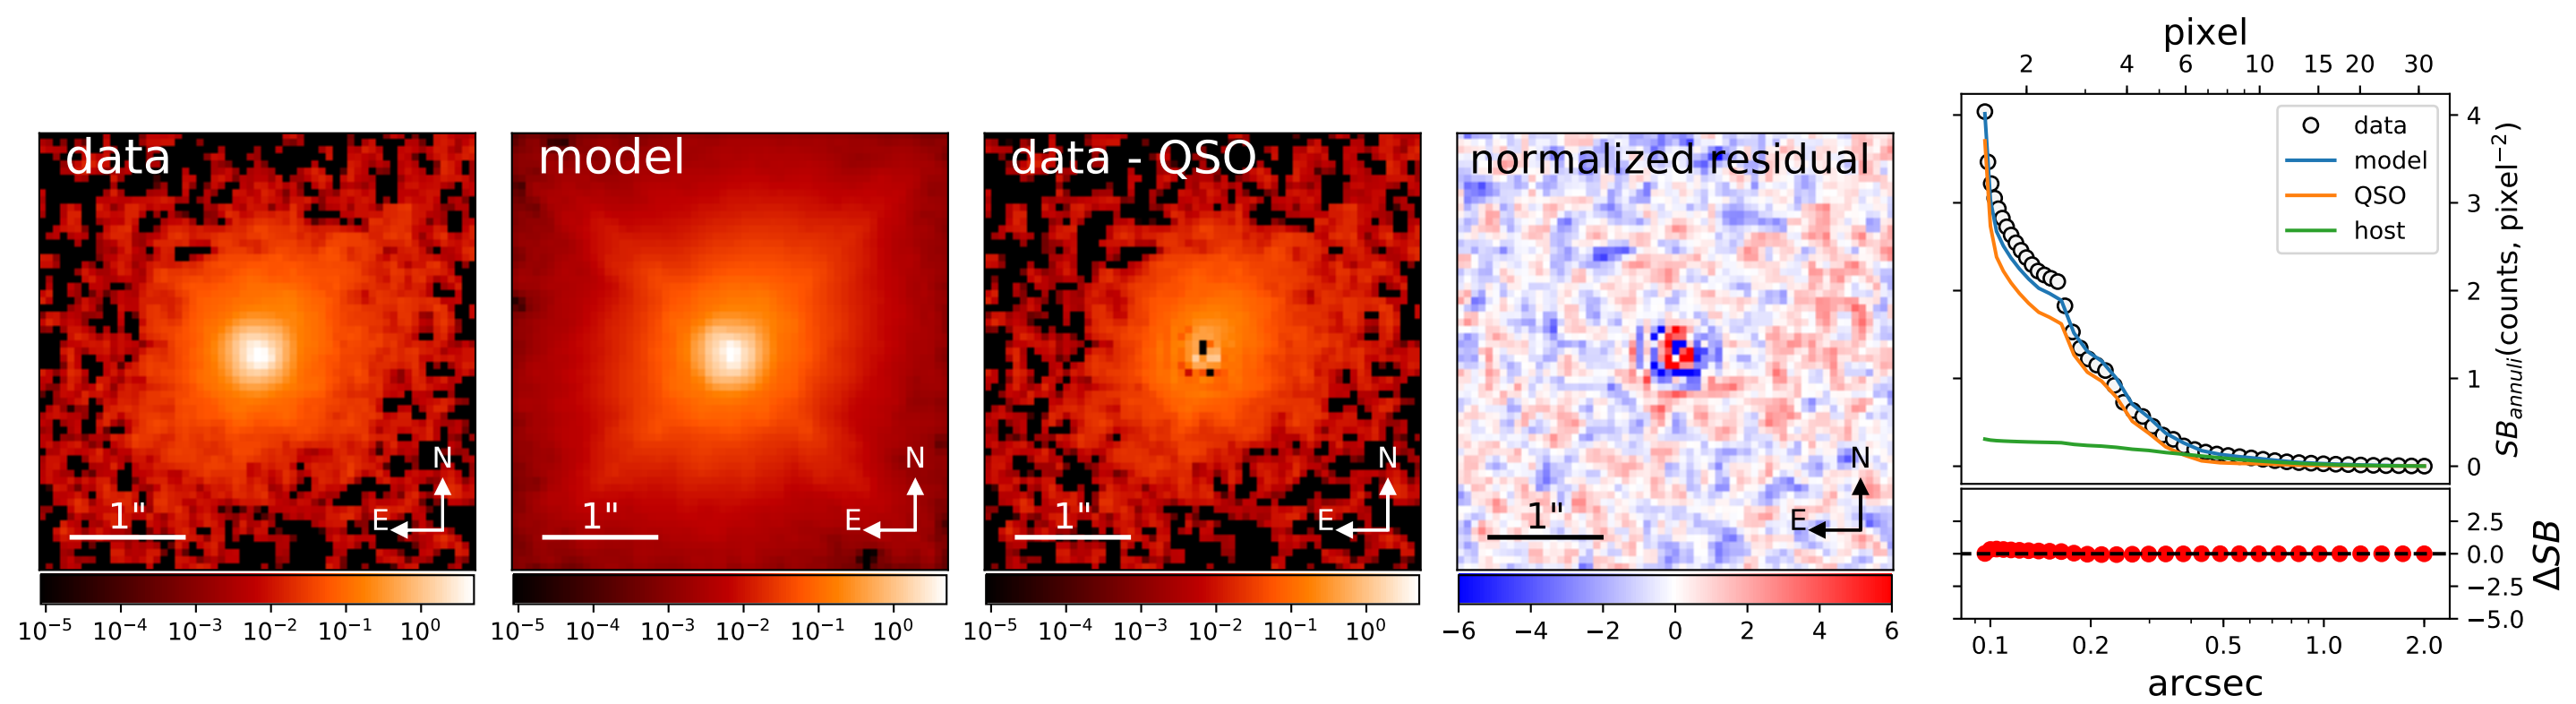 data
N
E
1"
10⁻⁵ 10⁻⁴ 10⁻³ 10⁻² 10⁻¹ 10⁰
model
N
E
1"
10⁻⁵ 10⁻⁴ 10⁻³ 10⁻² 10⁻¹ 10⁰
data - QSO
N
E
1"
10⁻⁵ 10⁻⁴ 10⁻³ 10⁻² 10⁻¹ 10⁰
normalized residual
N
E
1"
−6 −4 −2 0 2 4 6
pixel
2 4 6 10 15 20 30
data
model
QSO
host
4
3
2
1
0
SB_annuli(counts, pixel⁻²)
2.5
0.0
−2.5
−5.0
ΔSB
0.1 0.2 0.5 1.0 2.0
arcsec